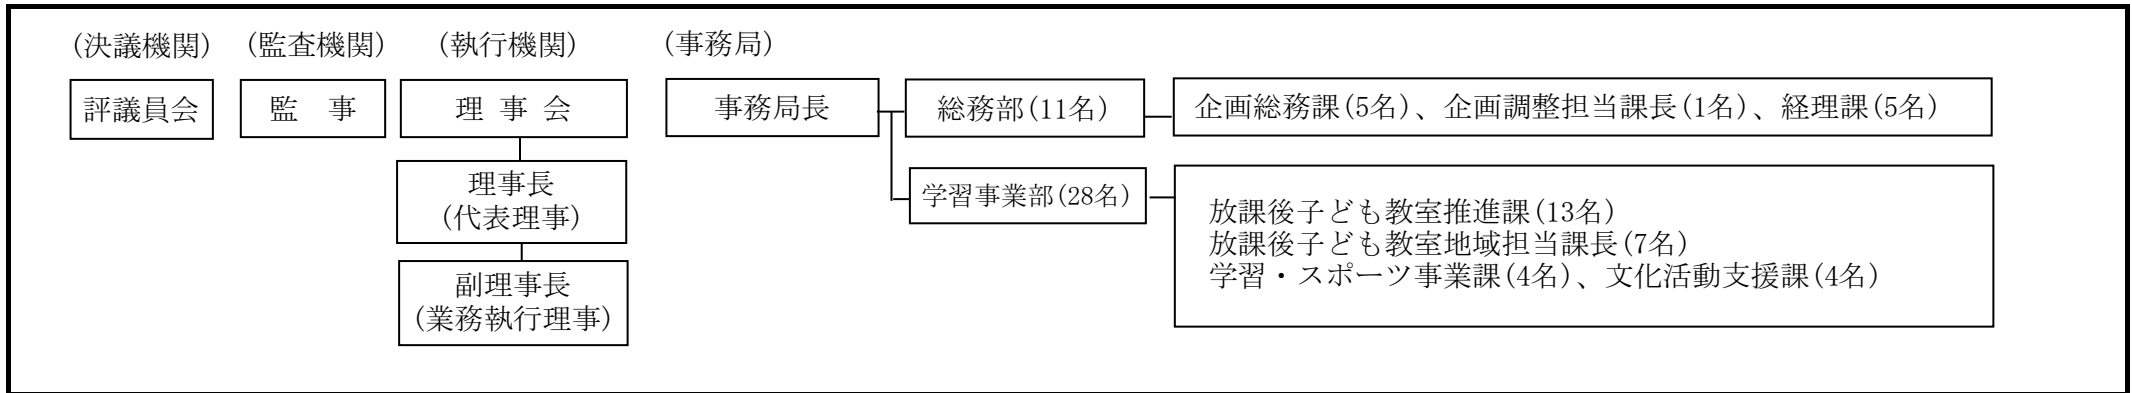 (決議機関) (監査機関) (執行機関) (事務局)
評議員会 監 事 理 事 会 事務局長 総務部(11名) 企画総務課(5名)、企画調整担当課長(1名)、経理課(5名)
理事長
(代表理事)
副理事長
(業務執行理事)
学習事業部(28名)
放課後子ども教室推進課(13名)
放課後子ども教室地域担当課長(7名)
学習・スポーツ事業課(4名)、文化活動支援課(4名)